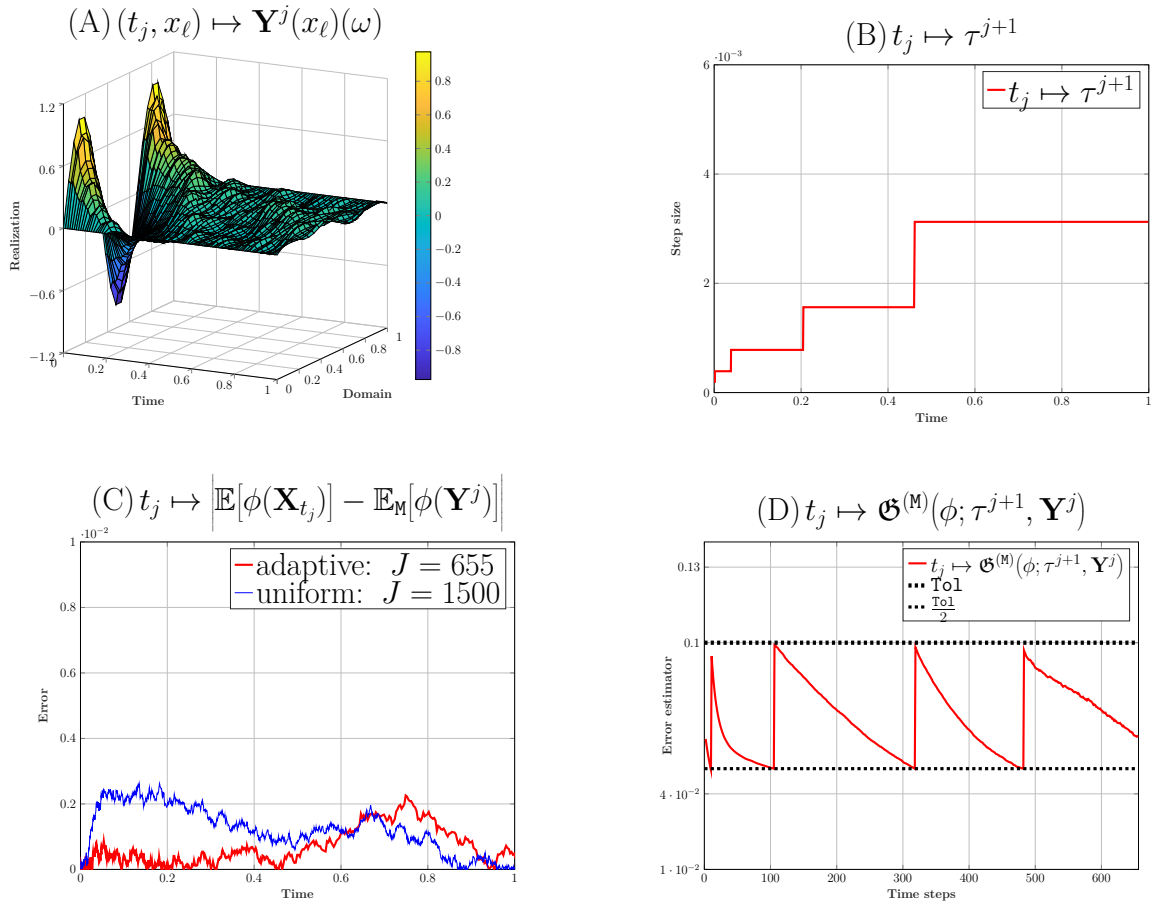 (A) (t_j, x_ℓ) ↦ 𝐘^j(x_ℓ)(ω)
1.2
0.6
0
−0.6
−1.2
Realization
0
0.2
0.4
0.6
0.8
1
Time
0
0.2
0.4
0.6
0.8
1
Domain
0.8
0.6
0.4
0.2
0
−0.2
−0.4
−0.6
−0.8
(B) t_j ↦ τ^{j+1}
·10^{−3}
6
4
2
0
Step size
t_j ↦ τ^{j+1}
0
0.2
0.4
0.6
0.8
1
Time
(C) t_j ↦ |𝔼[ϕ(𝐗_{t_j})] − 𝔼_𝙼[ϕ(𝐘^j)]|
·10^{−2}
1
0.8
0.6
0.4
0.2
0
Error
adaptive: J = 655
uniform: J = 1500
0
0.2
0.4
0.6
0.8
1
Time
(D) t_j ↦ 𝕲^{(𝙼)}(ϕ; τ^{j+1}, 𝐘^j)
0.13
0.1
4 · 10^{−2}
1 · 10^{−2}
Error estimator
t_j ↦ 𝕲^{(𝙼)}(ϕ; τ^{j+1}, 𝐘^j)
Tol
Tol/2
0
100
200
300
400
500
600
Time steps